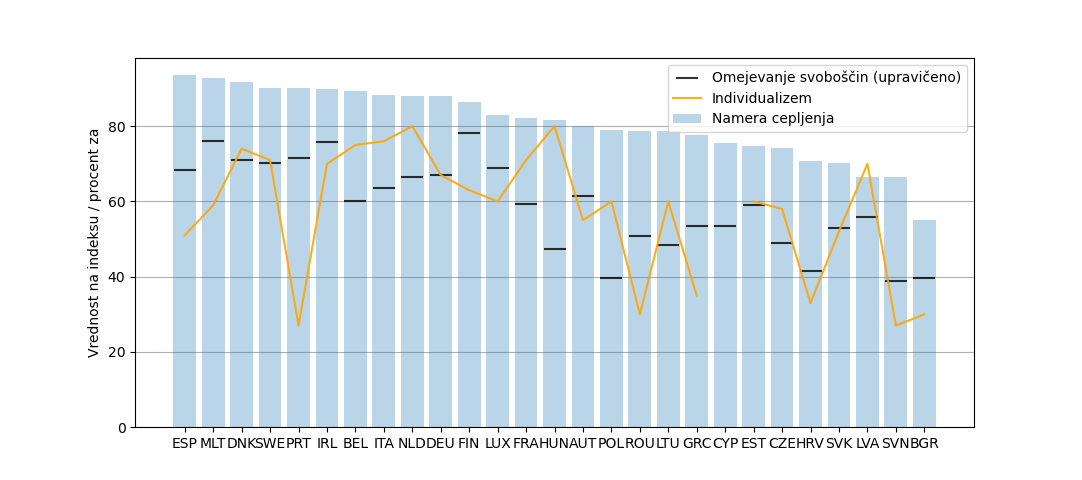 Omejevanje svoboščin (upravičeno)
Individualizem
Namera cepljenja
Vrednost na indeksu / procent za
80
60
40
20
0
ESP MLT DNK SWE PRT IRL BEL ITA NLD DEU FIN LUX FRA HUN AUT POL ROU LTU GRC CYP EST CZE HRV SVK LVA SVN BGR